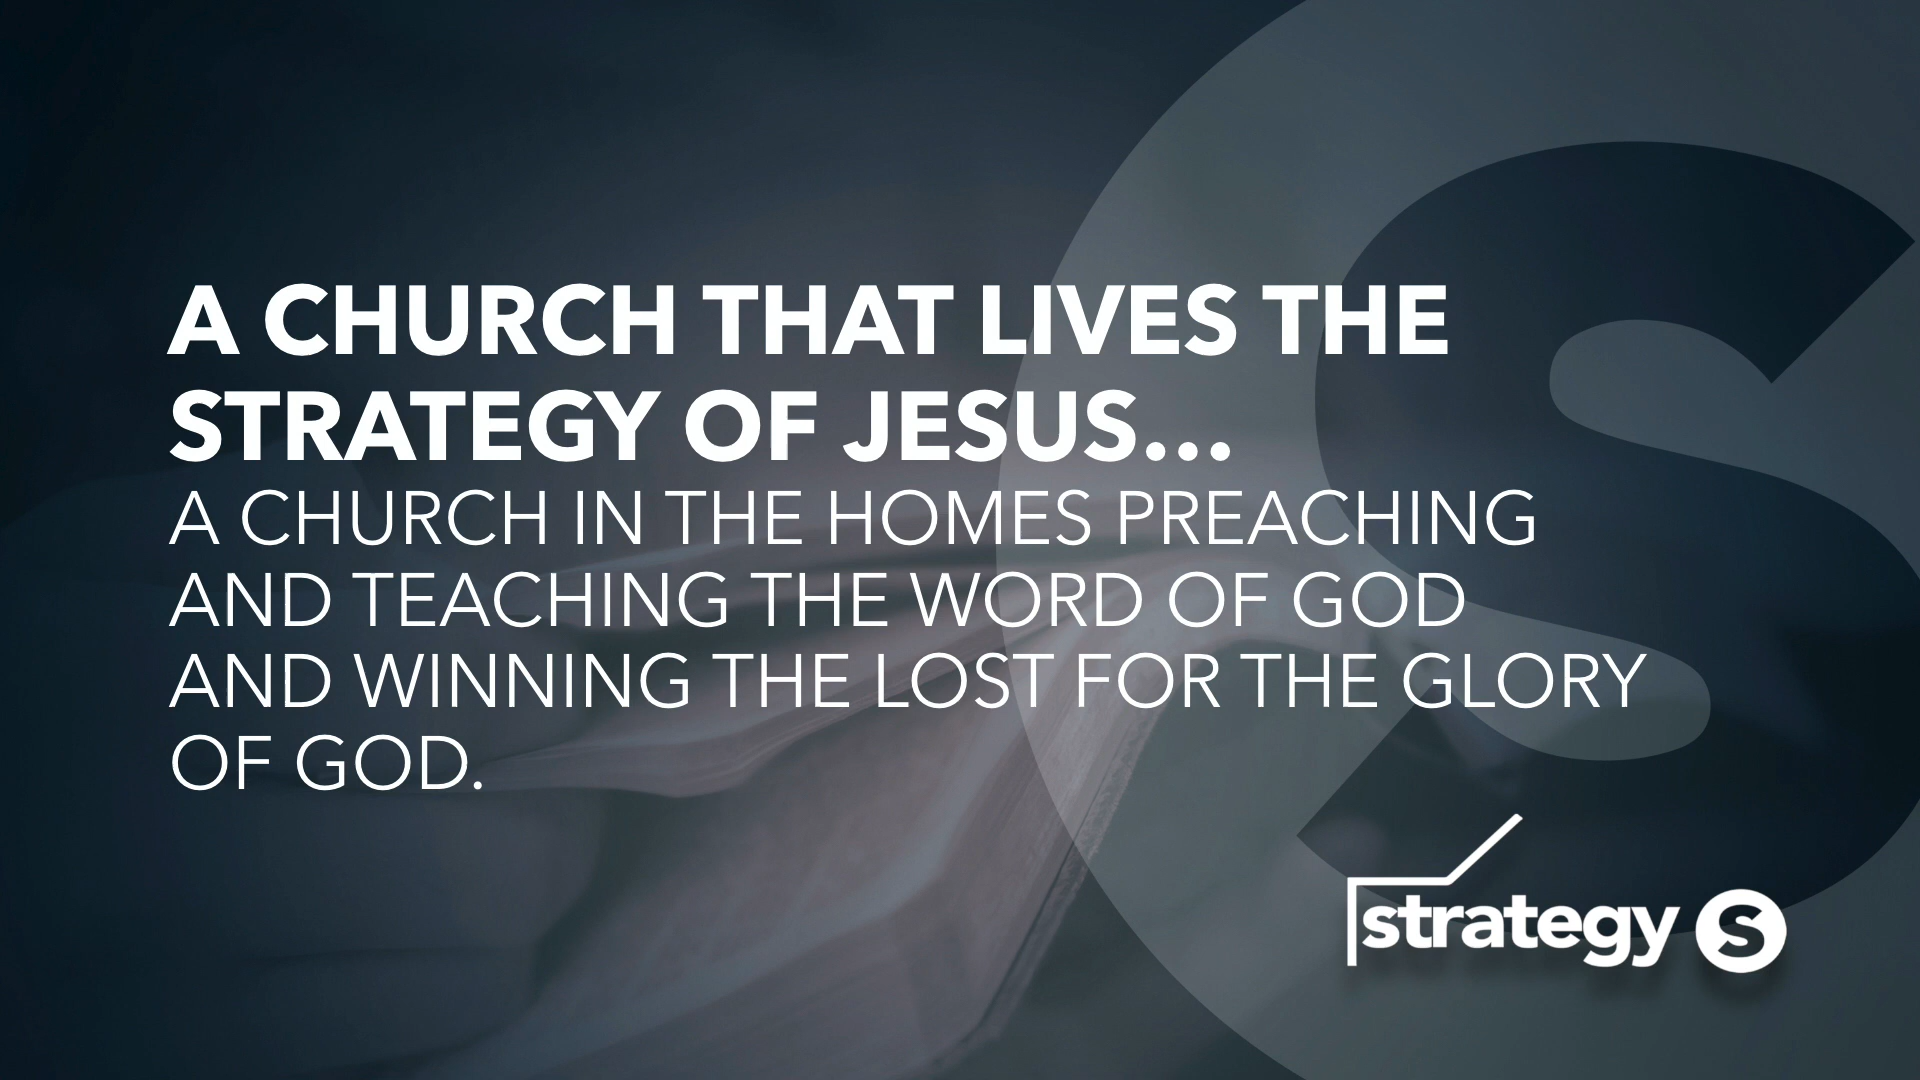 A CHURCH THAT LIVES THE
STRATEGY OF JESUS...
A CHURCH IN THE HOMES PREACHING
AND TEACHING THE WORD OF GOD
AND WINNING THE LOST FOR THE GLORY
OF GOD.
strategy S